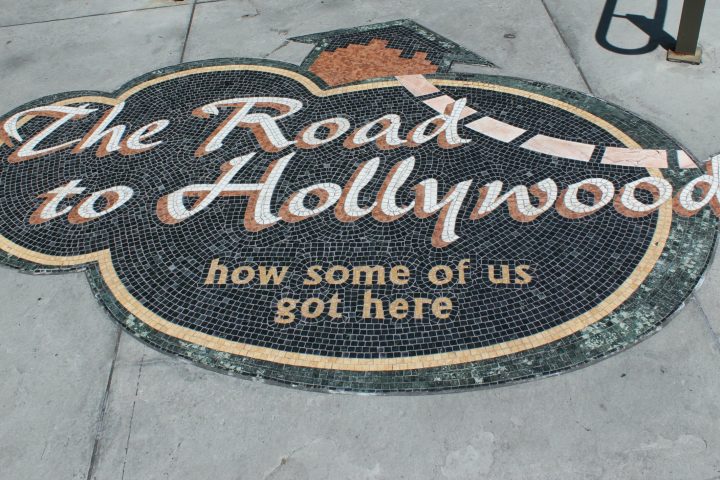 The Road
to Hollywood
how some of us
got here